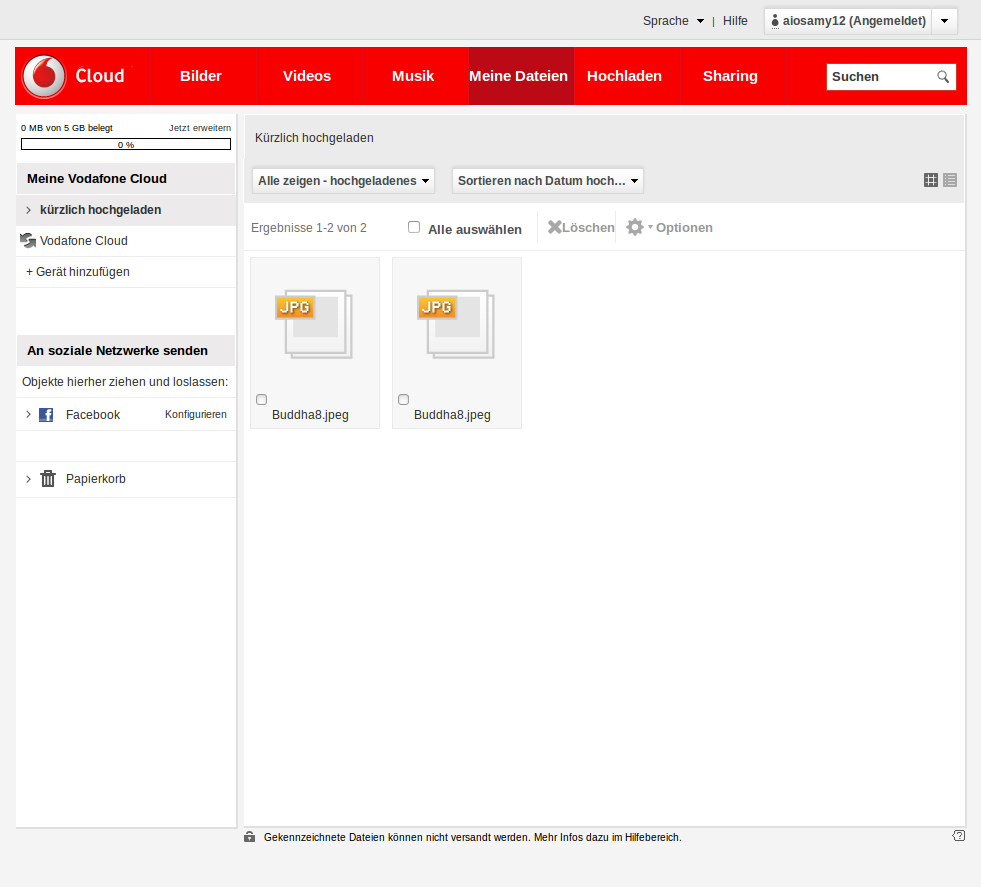 Sprache | Hilfe aiosamy12 (Angemeldet)
Cloud Bilder Videos Musik Meine Dateien Hochladen Sharing Suchen
0 MB von 5 GB belegt Jetzt erweitern
0 %
Meine Vodafone Cloud
kürzlich hochgeladen
Vodafone Cloud
+ Gerät hinzufügen
An soziale Netzwerke senden
Objekte hierher ziehen und loslassen:
Facebook Konfigurieren
Papierkorb
Kürzlich hochgeladen
Alle zeigen - hochgeladenes Sortieren nach Datum hoch...
Ergebnisse 1-2 von 2 Alle auswählen Löschen Optionen
JPG JPG
Buddha8.jpeg Buddha8.jpeg
Gekennzeichnete Dateien können nicht versandt werden. Mehr Infos dazu im Hilfebereich.